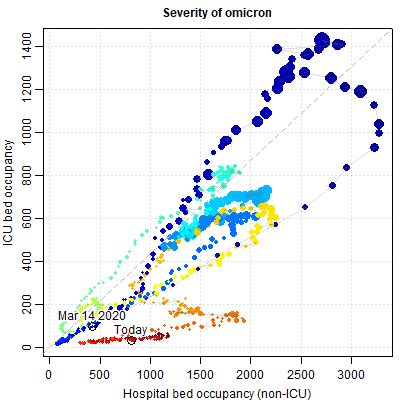 Severity of omicron
ICU bed occupancy
1400
1200
1000
800
600
400
200
0
Mar 14 2020
Today
0 500 1000 1500 2000 2500 3000
Hospital bed occupancy (non-ICU)